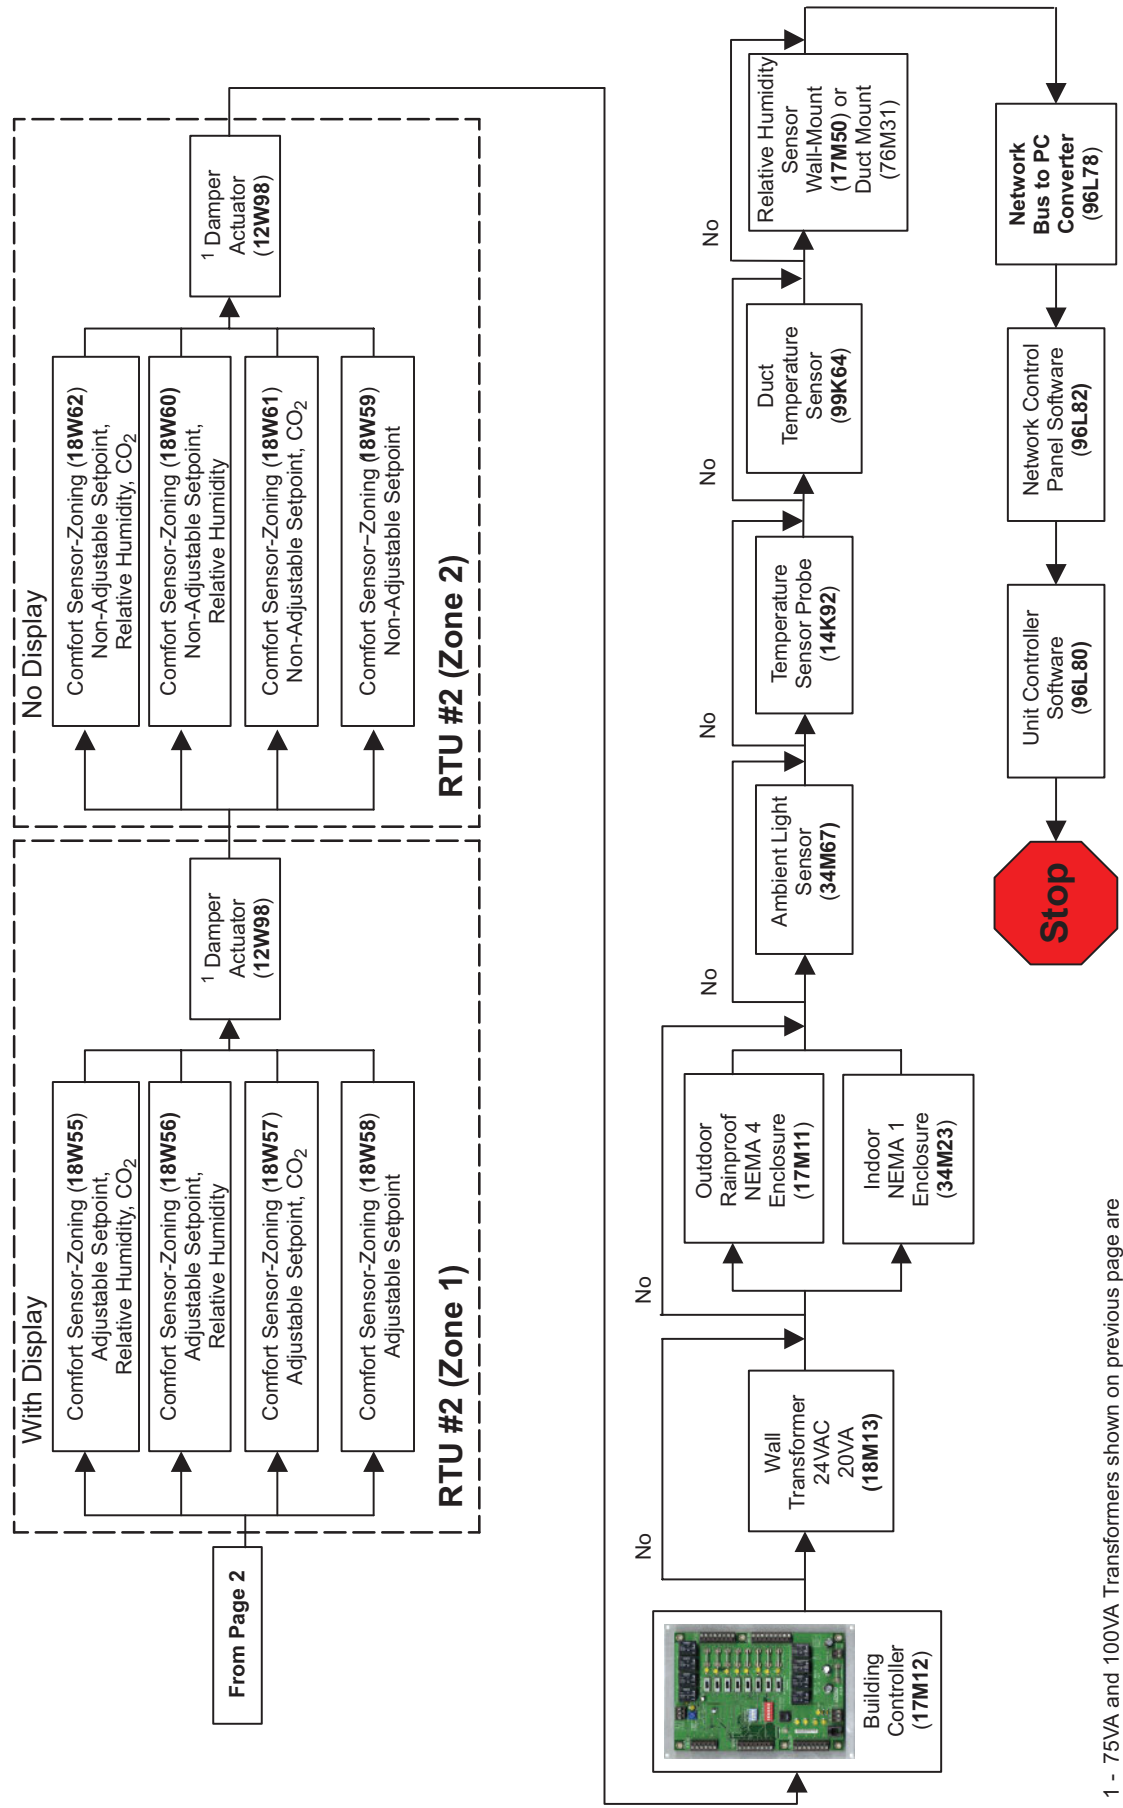 With Display
From Page 2
Comfort Sensor-Zoning (18W55)
Adjustable Setpoint,
Relative Humidity, CO2
Comfort Sensor-Zoning (18W56)
Adjustable Setpoint,
Relative Humidity
Comfort Sensor-Zoning (18W57)
Adjustable Setpoint, CO2
Comfort Sensor-Zoning (18W58)
Adjustable Setpoint
1 Damper
Actuator
(12W98)
RTU #2 (Zone 1)
No Display
Comfort Sensor-Zoning (18W62)
Non-Adjustable Setpoint,
Relative Humidity, CO2
Comfort Sensor-Zoning (18W60)
Non-Adjustable Setpoint,
Relative Humidity
Comfort Sensor-Zoning (18W61)
Non-Adjustable Setpoint, CO2
Comfort Sensor-Zoning (18W59)
Non-Adjustable Setpoint
1 Damper
Actuator
(12W98)
RTU #2 (Zone 2)
Building
Controller
(17M12)
No
Wall
Transformer
24VAC
20VA
(18M13)
No
Outdoor
Rainproof
NEMA 4
Enclosure
(17M11)
Indoor
NEMA 1
Enclosure
(34M23)
No
Ambient Light
Sensor
(34M67)
No
Temperature
Sensor Probe
(14K92)
No
Duct
Temperature
Sensor
(99K64)
No
Relative Humidity
Sensor
Wall-Mount
(17M50) or
Duct Mount
(76M31)
Network
Bus to PC
Converter
(96L78)
Network Control
Panel Software
(96L82)
Unit Controller
Software
(96L80)
Stop
1 - 75VA and 100VA Transformers shown on previous page are